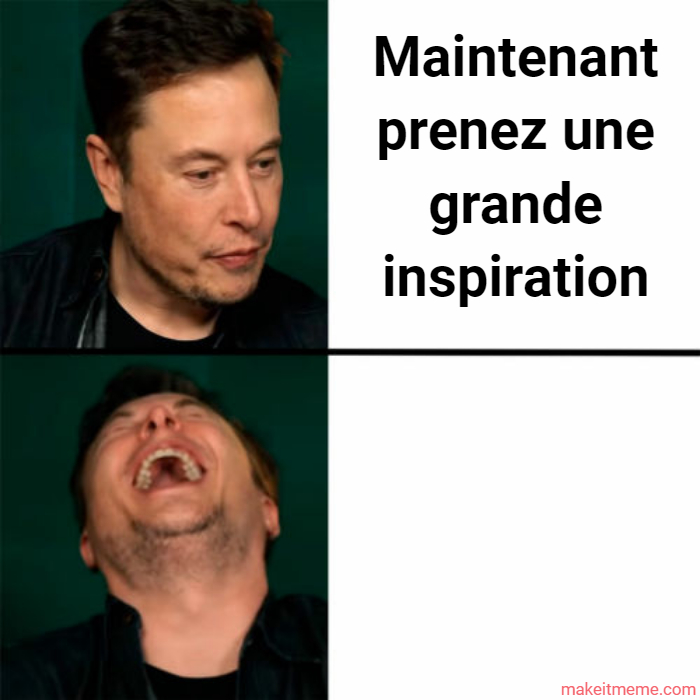 Maintenant
prenez une
grande
inspiration
makeitmeme.com